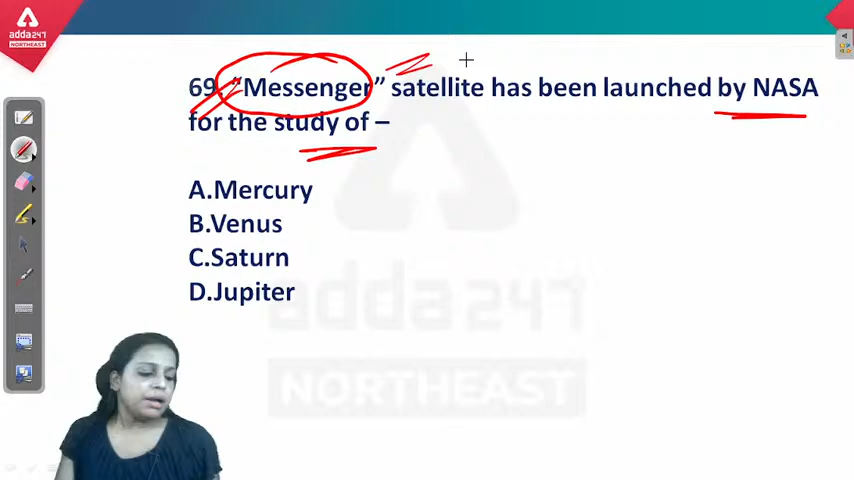 adda247
NORTHEAST
69. "Messenger" satellite has been launched by NASA
for the study of –
A.Mercury
B.Venus
C.Saturn
D.Jupiter
adda247
NORTHEAST